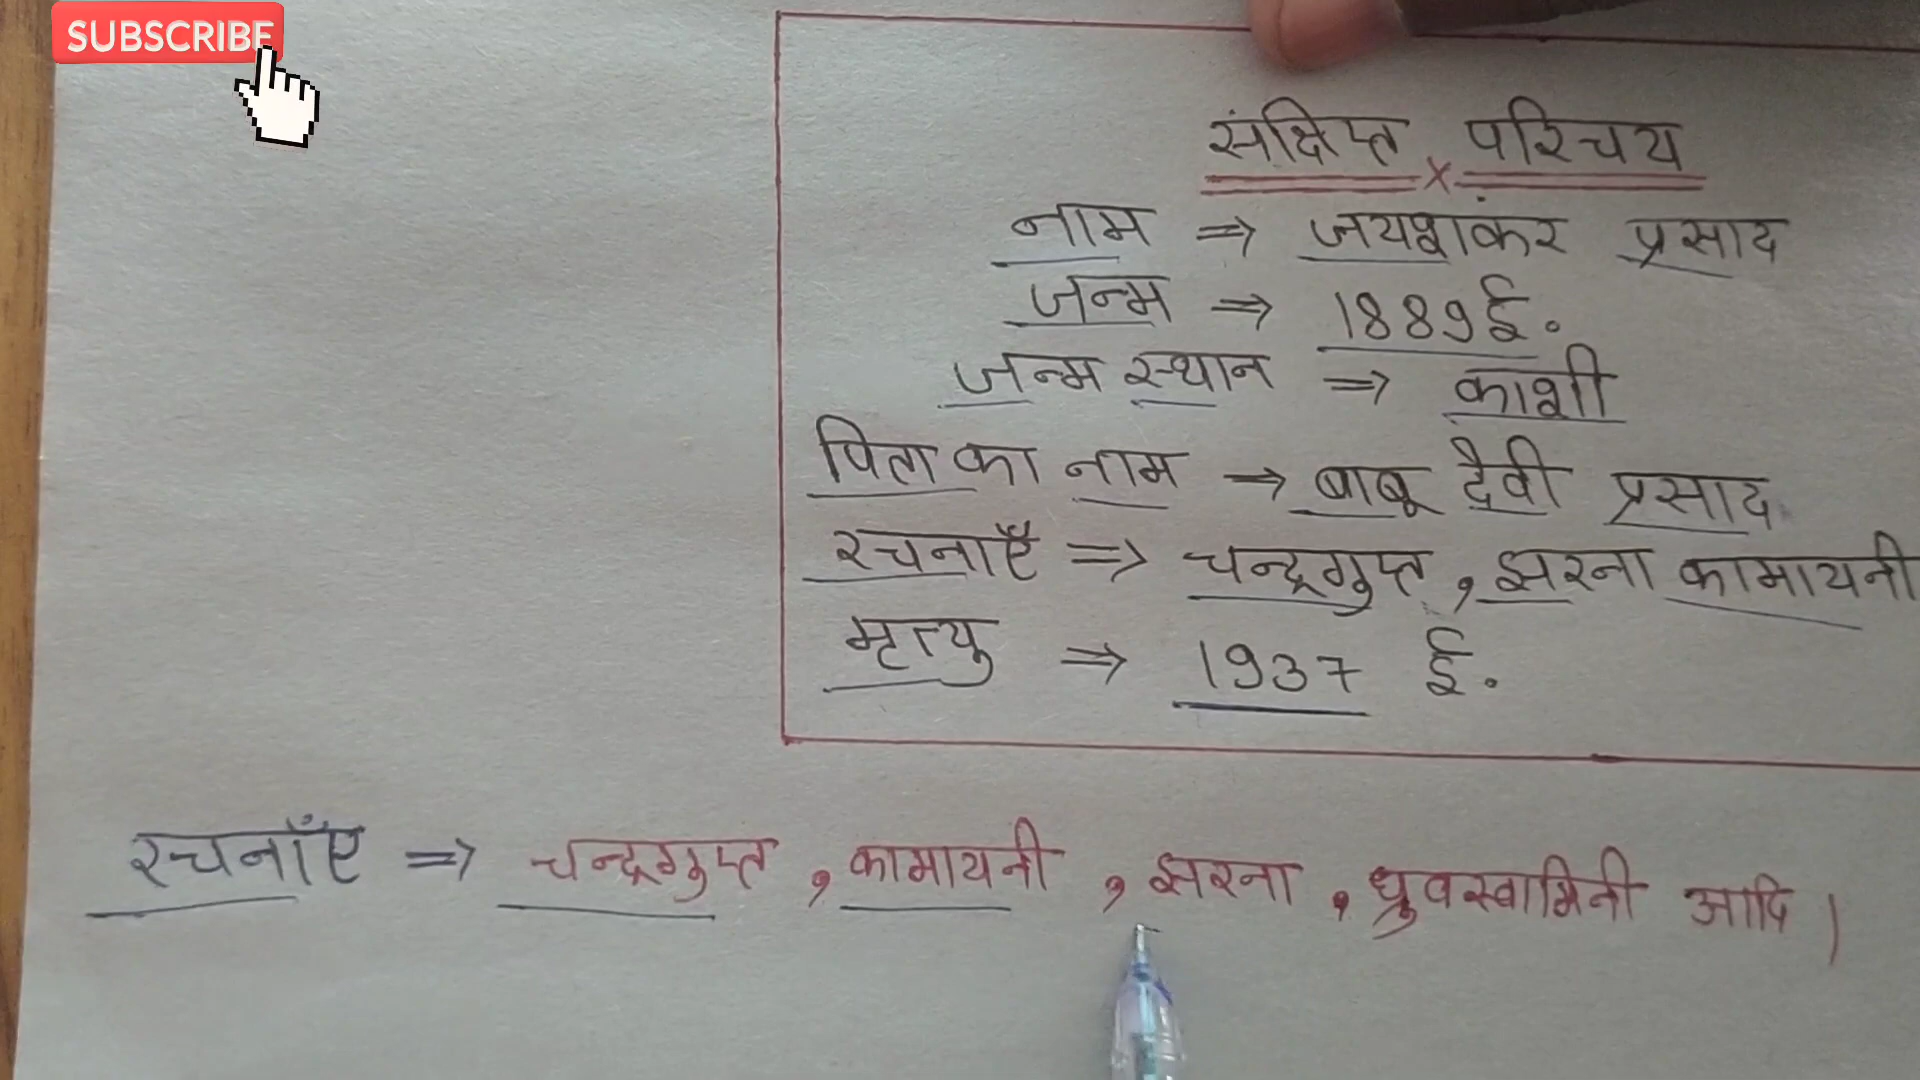 SUBSCRIBE
संक्षिप्त परिचय
नाम ⇒ जयशंकर प्रसाद
जन्म ⇒ 1889ई.
जन्म स्थान ⇒ काशी
पिता का नाम → बाबू देवी प्रसाद
रचनाएँ ⇒ चन्द्रगुप्त, झरना कामायनी
मृत्यु ⇒ 1937 ई.
रचनाँए ⇒ चन्द्रगुप्त, कामायनी, झरना, ध्रुवस्वामिनी आदि।